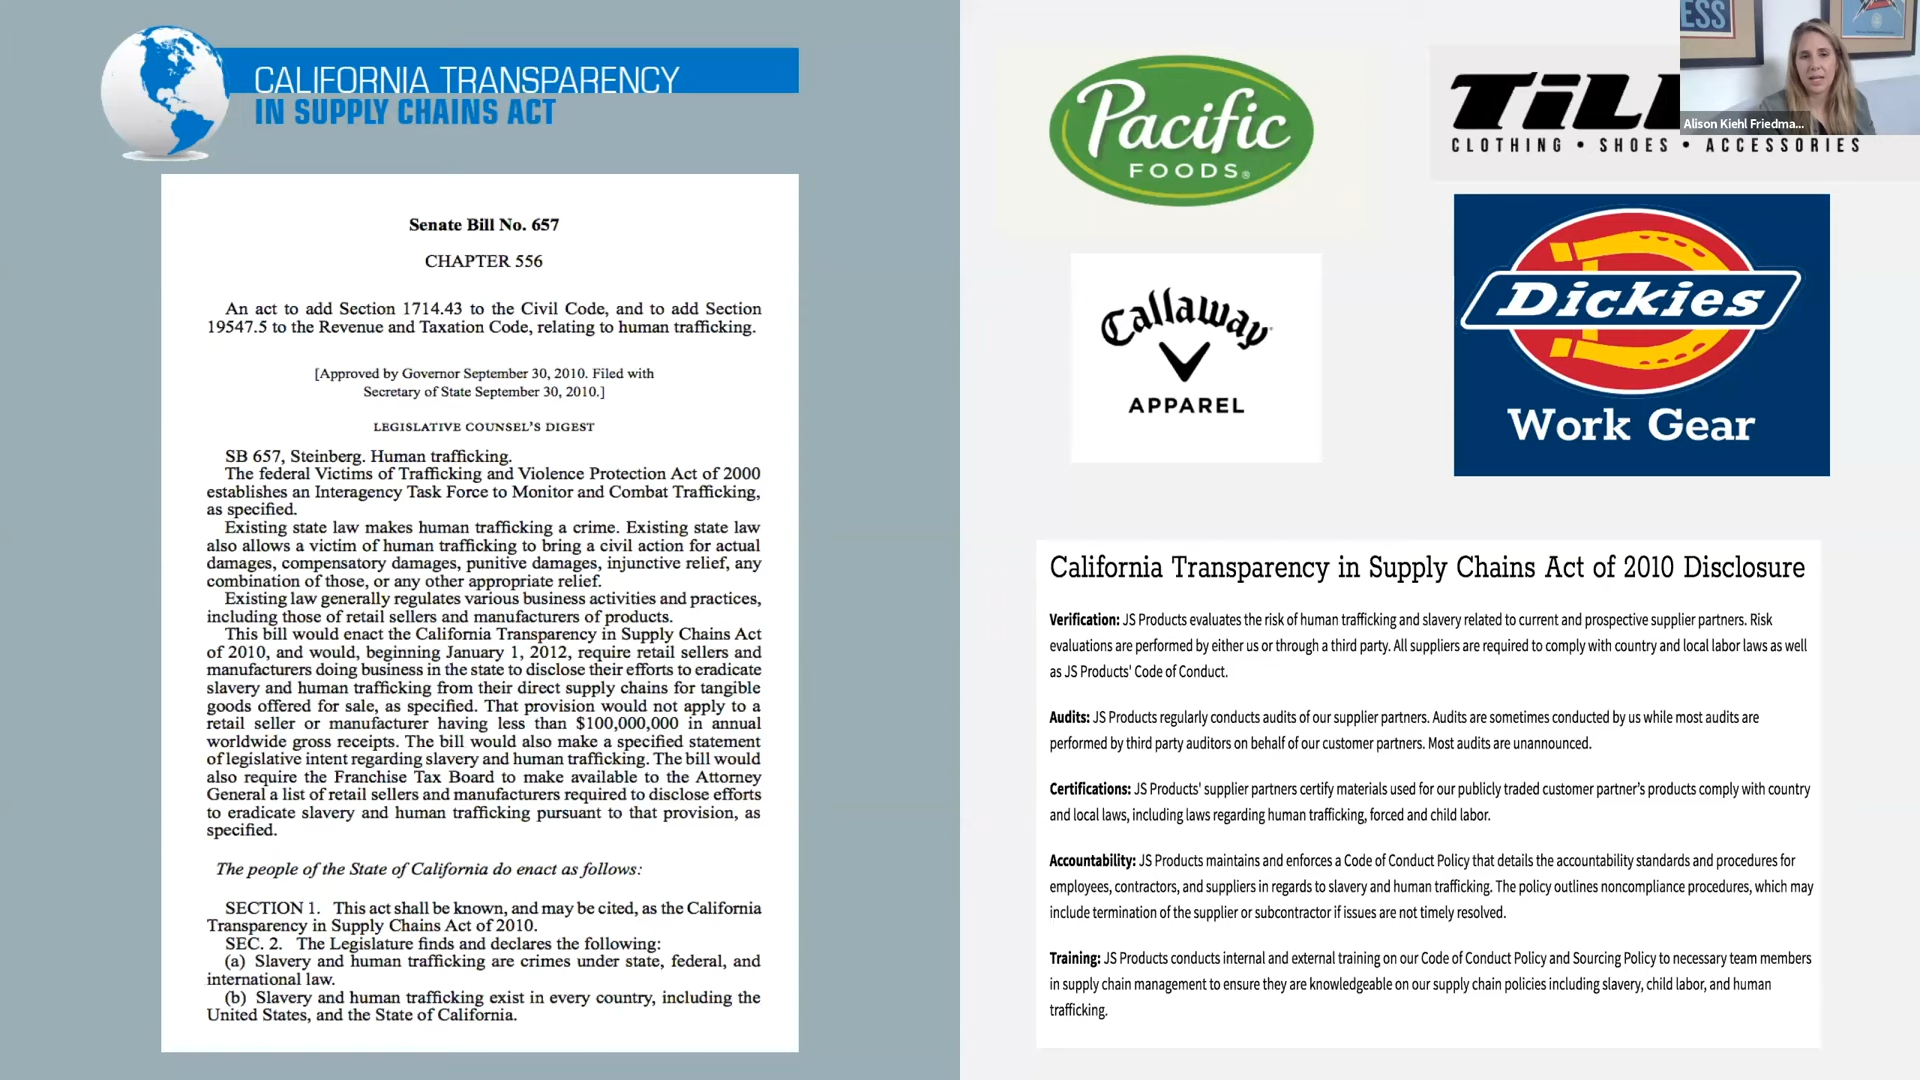 CALIFORNIA TRANSPARENCY
IN SUPPLY CHAINS ACT
Senate Bill No. 657
CHAPTER 556
An act to add Section 1714.43 to the Civil Code, and to add Section
19547.5 to the Revenue and Taxation Code, relating to human trafficking.
[Approved by Governor September 30, 2010. Filed with
Secretary of State September 30, 2010.]
LEGISLATIVE COUNSEL'S DIGEST
SB 657, Steinberg. Human trafficking.
The federal Victims of Trafficking and Violence Protection Act of 2000
establishes an Interagency Task Force to Monitor and Combat Trafficking,
as specified.
Existing state law makes human trafficking a crime. Existing state law
also allows a victim of human trafficking to bring a civil action for actual
damages, compensatory damages, punitive damages, injunctive relief, any
combination of those, or any other appropriate relief.
Existing law generally regulates various business activities and practices,
including those of retail sellers and manufacturers of products.
This bill would enact the California Transparency in Supply Chains Act
of 2010, and would, beginning January 1, 2012, require retail sellers and
manufacturers doing business in the state to disclose their efforts to eradicate
slavery and human trafficking from their direct supply chains for tangible
goods offered for sale, as specified. That provision would not apply to a
retail seller or manufacturer having less than $100,000,000 in annual
worldwide gross receipts. The bill would also make a specified statement
of legislative intent regarding slavery and human trafficking. The bill would
also require the Franchise Tax Board to make available to the Attorney
General a list of retail sellers and manufacturers required to disclose efforts
to eradicate slavery and human trafficking pursuant to that provision, as
specified.
The people of the State of California do enact as follows:
SECTION 1. This act shall be known, and may be cited, as the California
Transparency in Supply Chains Act of 2010.
SEC. 2. The Legislature finds and declares the following:
(a) Slavery and human trafficking are crimes under state, federal, and
international law.
(b) Slavery and human trafficking exist in every country, including the
United States, and the State of California.
Pacific
FOODS®
TiLL
CLOTHING • SHOES • ACCESSORIES
ESS
Alison Kiehl Friedma...
Callaway
APPAREL
Dickies
Work Gear
California Transparency in Supply Chains Act of 2010 Disclosure
Verification: JS Products evaluates the risk of human trafficking and slavery related to current and prospective supplier partners. Risk
evaluations are performed by either us or through a third party. All suppliers are required to comply with country and local labor laws as well
as JS Products' Code of Conduct.
Audits: JS Products regularly conducts audits of our supplier partners. Audits are sometimes conducted by us while most audits are
performed by third party auditors on behalf of our customer partners. Most audits are unannounced.
Certifications: JS Products' supplier partners certify materials used for our publicly traded customer partner's products comply with country
and local laws, including laws regarding human trafficking, forced and child labor.
Accountability: JS Products maintains and enforces a Code of Conduct Policy that details the accountability standards and procedures for
employees, contractors, and suppliers in regards to slavery and human trafficking. The policy outlines noncompliance procedures, which may
include termination of the supplier or subcontractor if issues are not timely resolved.
Training: JS Products conducts internal and external training on our Code of Conduct Policy and Sourcing Policy to necessary team members
in supply chain management to ensure they are knowledgeable on our supply chain policies including slavery, child labor, and human
trafficking.